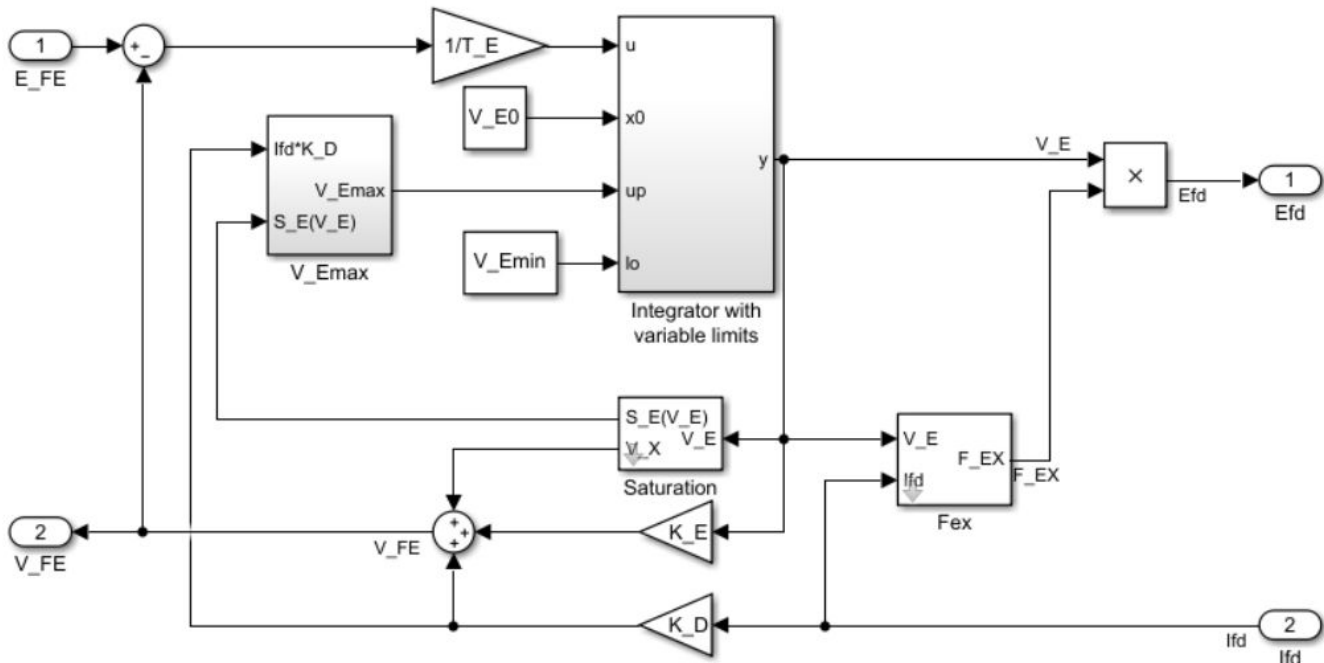 1
E_FE
+
-
1/T_E
u
V_E0
x0
Ifd*K_D
V_Emax
S_E(V_E)
V_Emax
up
V_Emin
lo
y
Integrator with
variable limits
V_E
×
Efd
1
Efd
S_E(V_E)
V_E
V_X
Saturation
V_E
F_EX
Ifd
F_EX
Fex
2
V_FE
V_FE
+
+
+
K_E
K_D
Ifd
2
Ifd